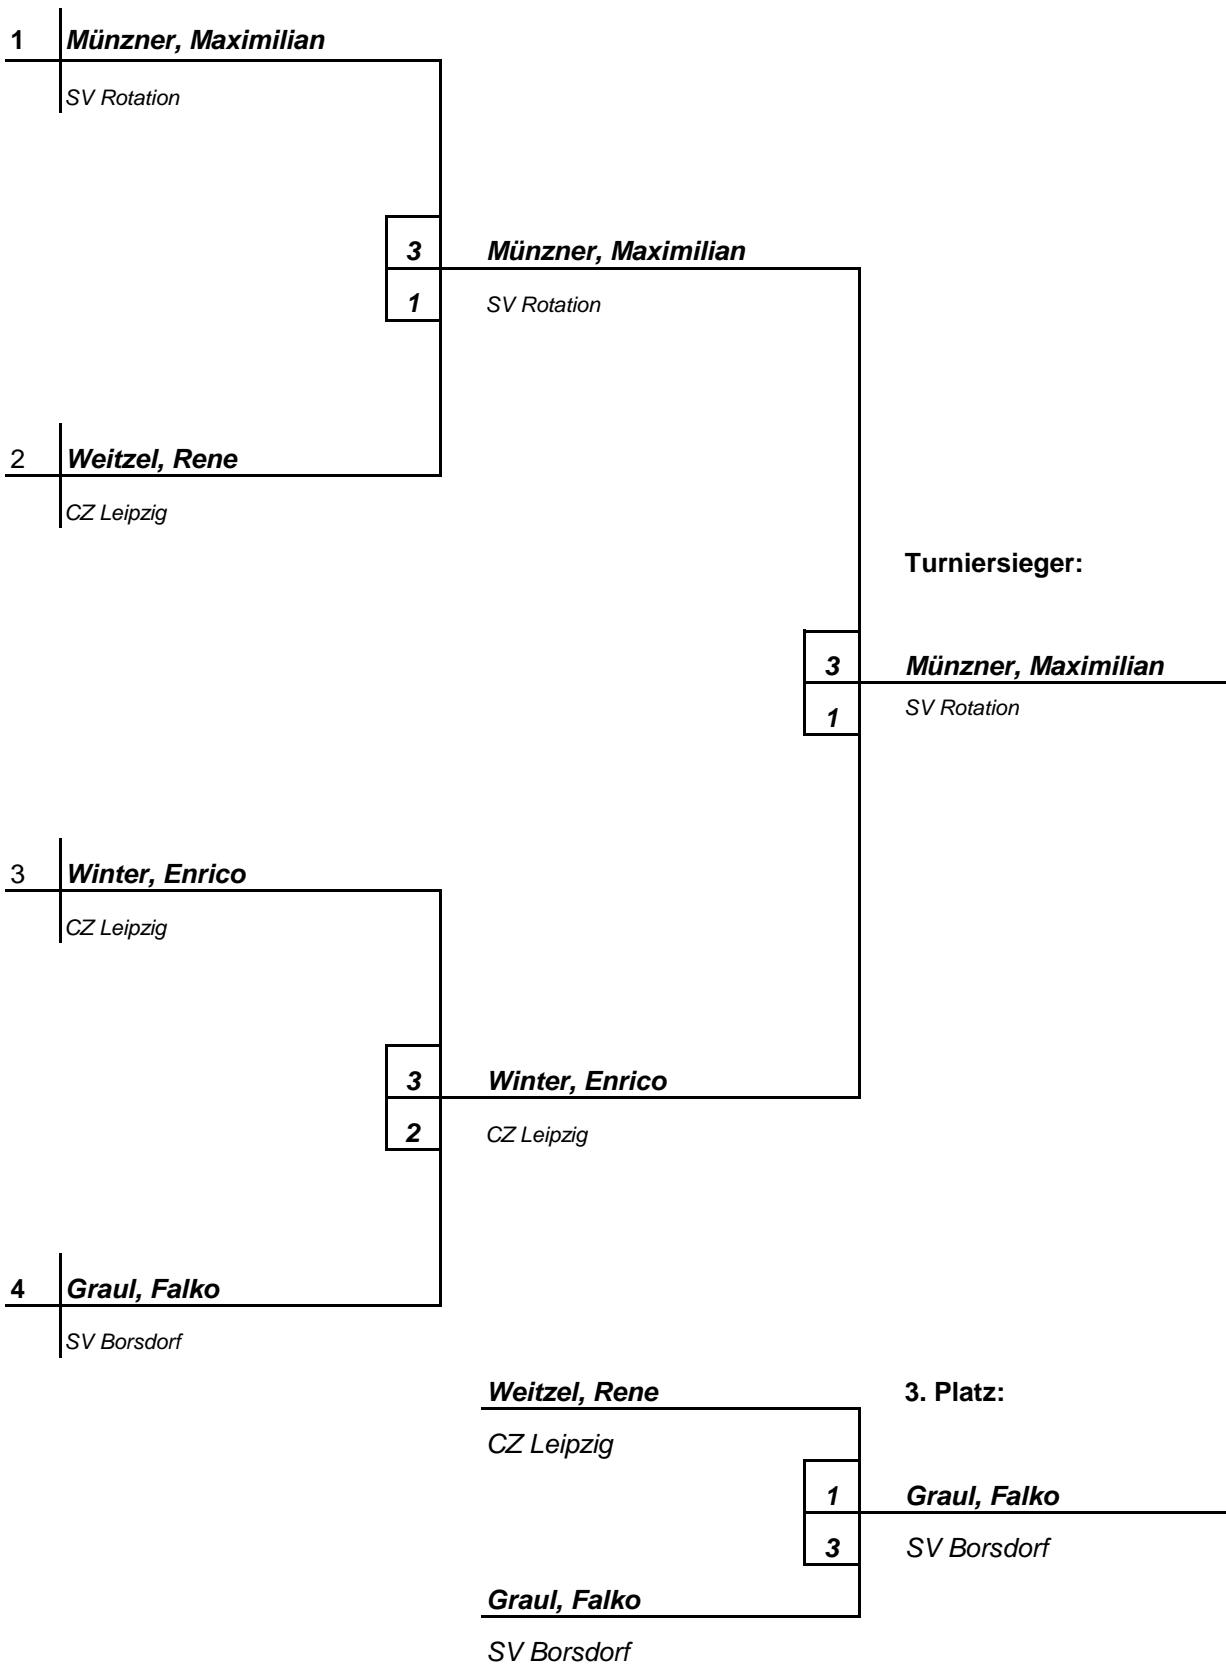 1 Münzner, Maximilian
SV Rotation
3 Münzner, Maximilian
1 SV Rotation
2 Weitzel, Rene
CZ Leipzig
Turniersieger:
3 Münzner, Maximilian
1 SV Rotation
3 Winter, Enrico
CZ Leipzig
3 Winter, Enrico
2 CZ Leipzig
4 Graul, Falko
SV Borsdorf
Weitzel, Rene 3. Platz:
CZ Leipzig
1 Graul, Falko
3 SV Borsdorf
Graul, Falko
SV Borsdorf